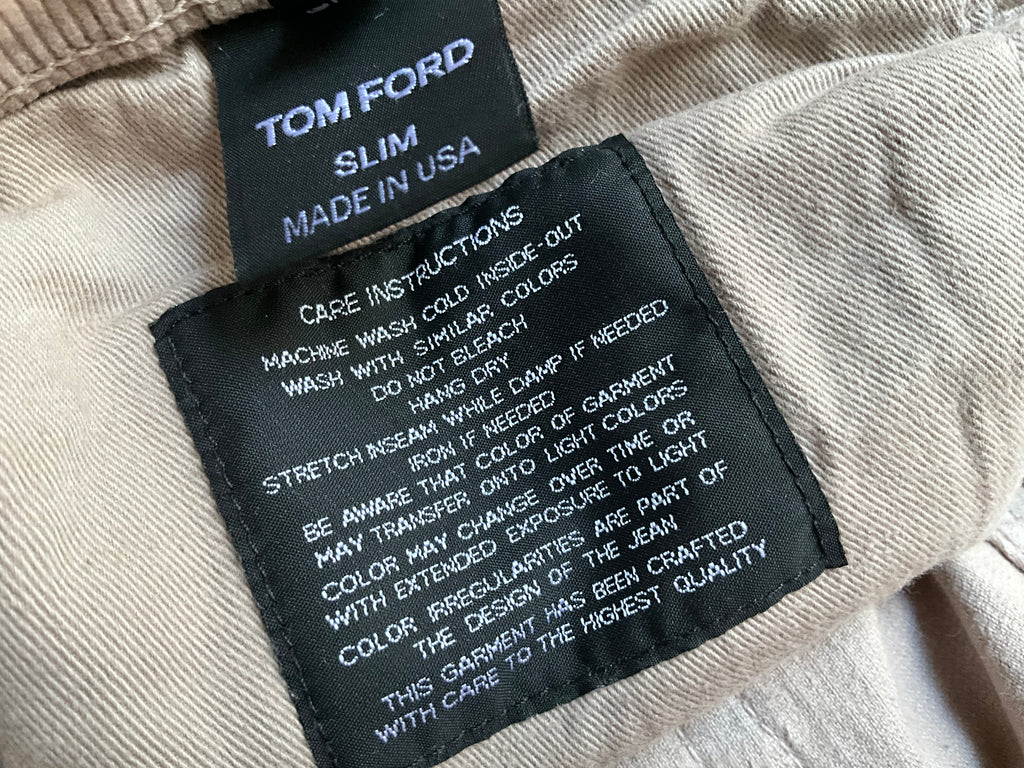 TOM FORD
SLIM
MADE IN USA
CARE INSTRUCTIONS
MACHINE WASH COLD INSIDE-OUT
WASH WITH SIMILAR COLORS
DO NOT BLEACH
HANG DRY
STRETCH INSEAM WHILE DAMP IF NEEDED
IRON IF NEEDED
BE AWARE THAT COLOR OF GARMENT
MAY TRANSFER ONTO LIGHT COLORS
COLOR MAY CHANGE OVER TIME OR
WITH EXTENDED EXPOSURE TO LIGHT
COLOR IRREGULARITIES ARE PART OF
THE DESIGN OF THE JEAN
THIS GARMENT HAS BEEN CRAFTED
WITH CARE TO THE HIGHEST QUALITY